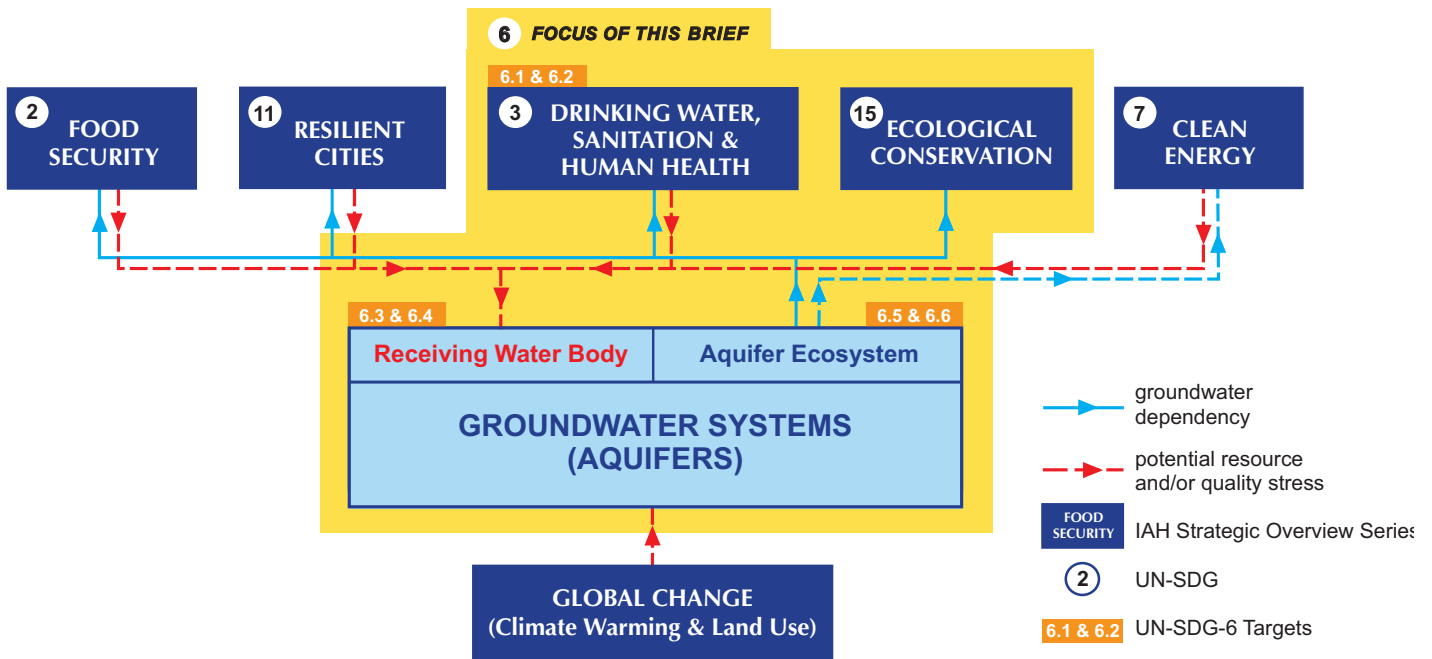 6 FOCUS OF THIS BRIEF
6.1 & 6.2
2 FOOD
SECURITY
11 RESILIENT
CITIES
3 DRINKING WATER,
SANITATION &
HUMAN HEALTH
15 ECOLOGICAL
CONSERVATION
7 CLEAN
ENERGY
6.3 & 6.4
6.5 & 6.6
Receiving Water Body
Aquifer Ecosystem
GROUNDWATER SYSTEMS
(AQUIFERS)
GLOBAL CHANGE
(Climate Warming & Land Use)
groundwater
dependency
potential resource
and/or quality stress
FOOD
SECURITY
IAH Strategic Overview Series
2 UN-SDG
6.1 & 6.2 UN-SDG-6 Targets